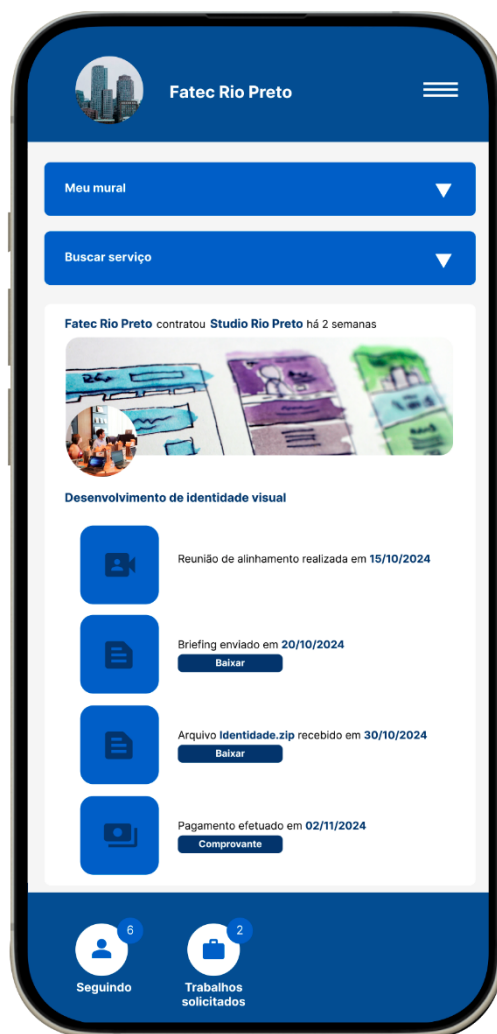 Fatec Rio Preto
Meu mural
Buscar serviço
Fatec Rio Preto contratou Studio Rio Preto há 2 semanas
Desenvolvimento de identidade visual
Reunião de alinhamento realizada em 15/10/2024
Briefing enviado em 20/10/2024
Baixar
Arquivo Identidade.zip recebido em 30/10/2024
Baixar
Pagamento efetuado em 02/11/2024
Comprovante
6
Seguindo
2
Trabalhos
solicitados